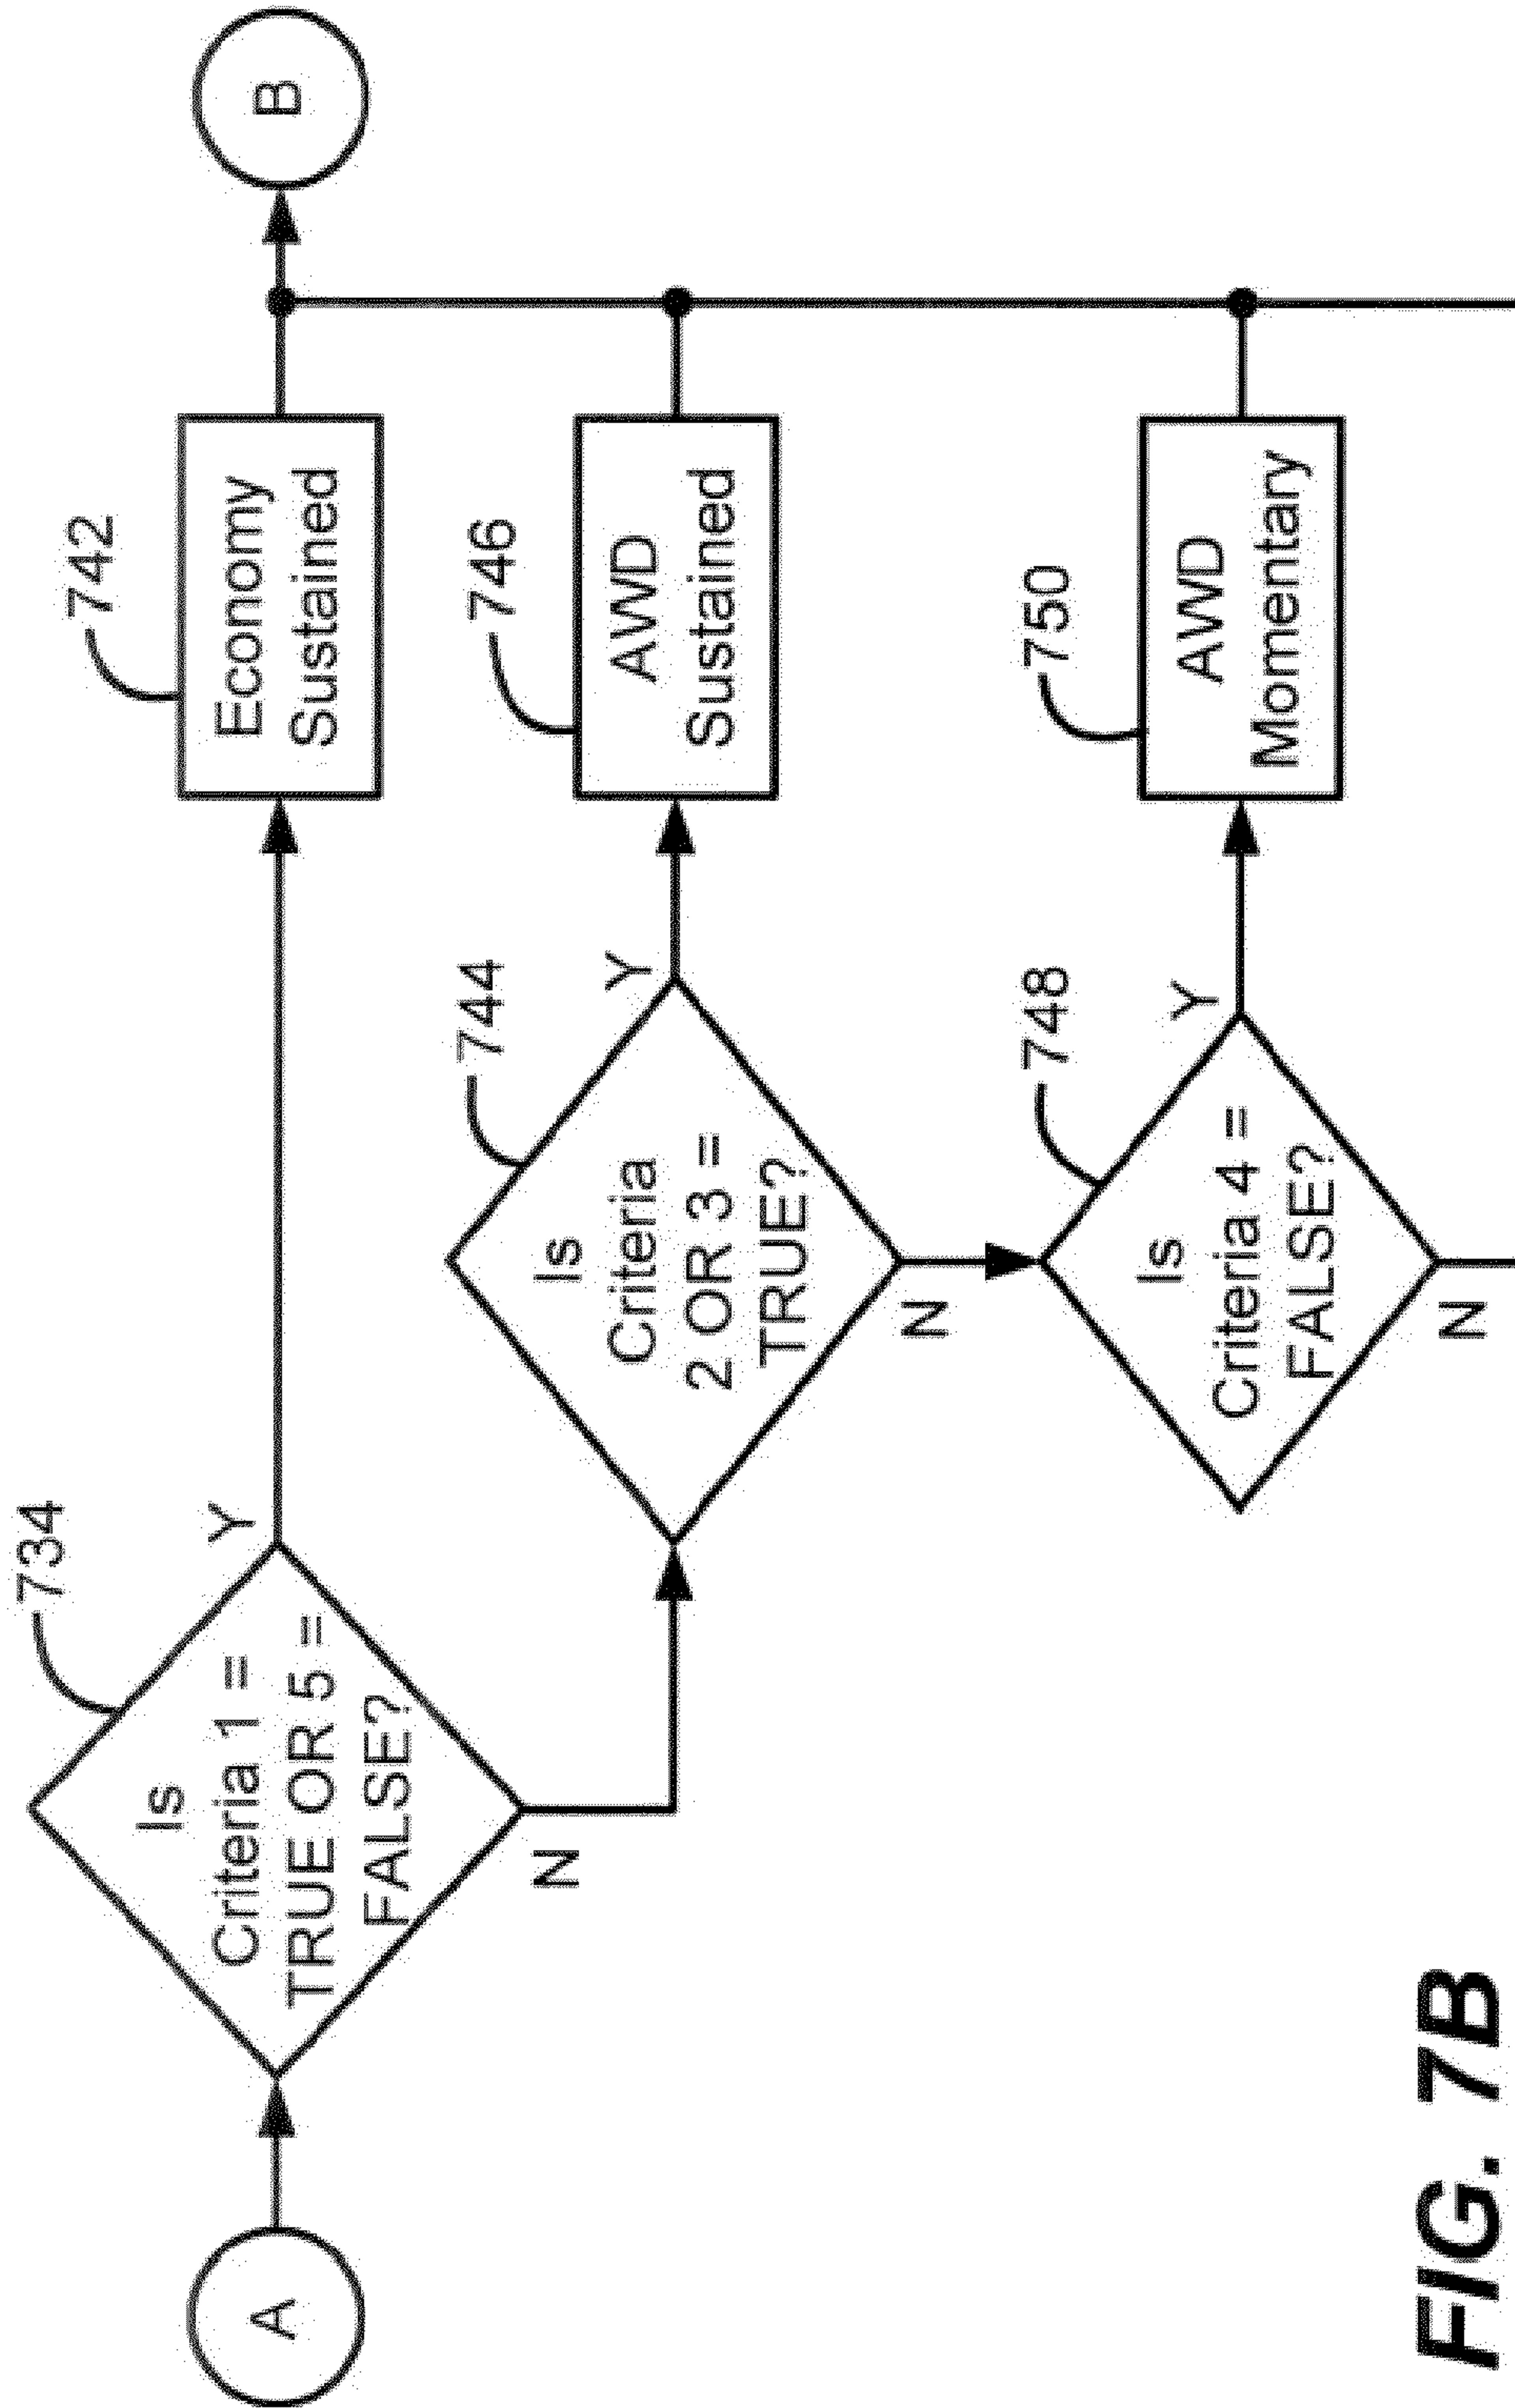 734
742
A
Is
Criteria 1 =
TRUE OR 5 =
FALSE?
Y
N
Economy
Sustained
B
744
746
Is
Criteria
2 OR 3 =
TRUE?
Y
N
AWD
Sustained
748
750
Is
Criteria 4 =
FALSE?
Y
N
AWD
Momentary
FIG. 7B